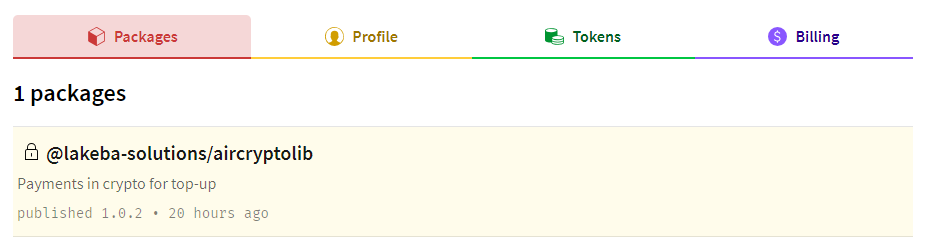 Packages Profile Tokens Billing
1 packages
@lakeba-solutions/aircryptolib
Payments in crypto for top-up
published 1.0.2 • 20 hours ago